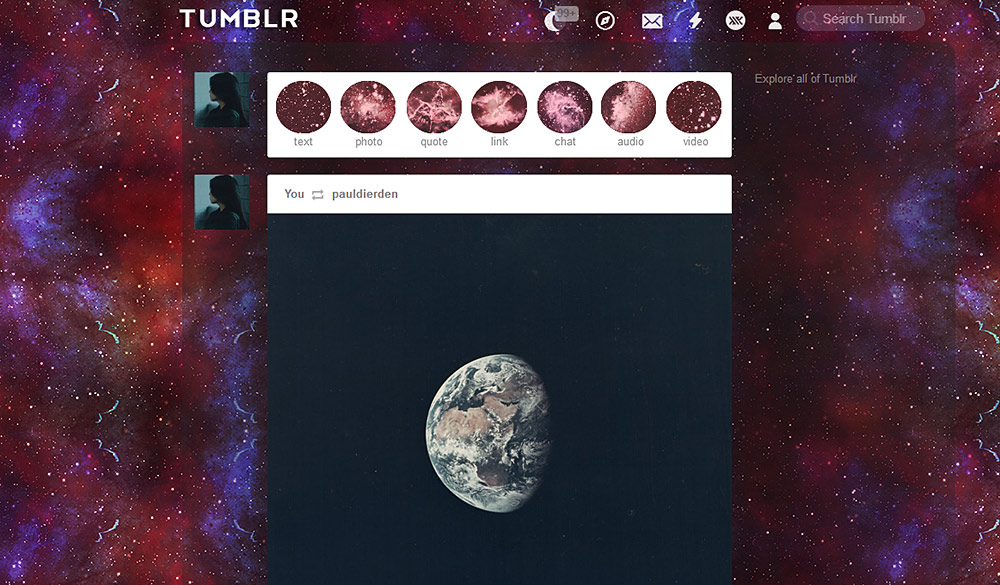 TUMBLR
99+
Search Tumblr
text photo quote link chat audio video
Explore all of Tumblr
You pauldierden